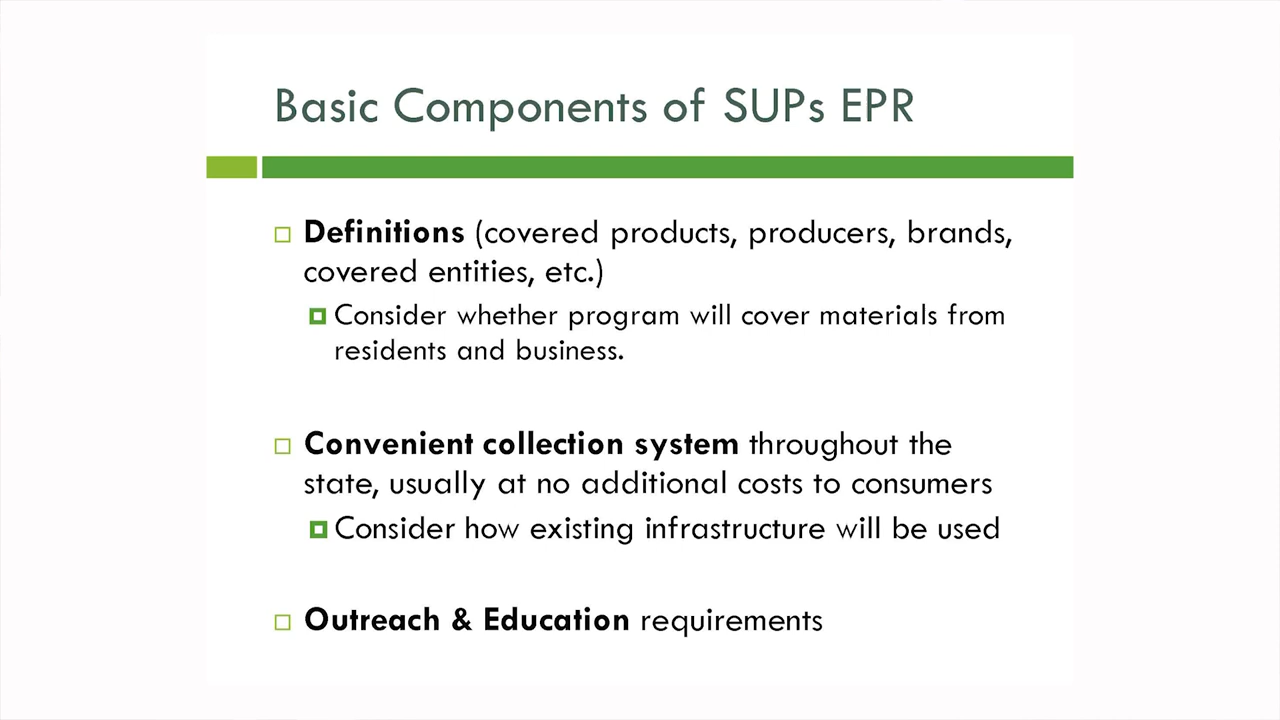 Basic Components of SUPs EPR
Definitions (covered products, producers, brands,
covered entities, etc.)
Consider whether program will cover materials from
residents and business.
Convenient collection system throughout the
state, usually at no additional costs to consumers
Consider how existing infrastructure will be used
Outreach & Education requirements